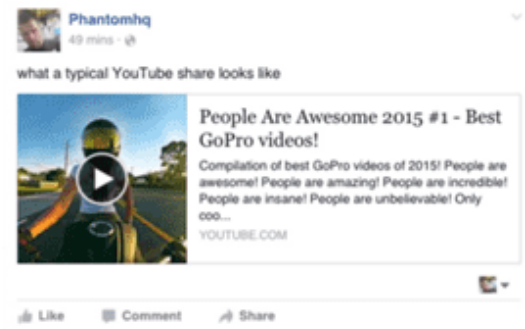 Phantomhq
49 mins ·
what a typical YouTube share looks like
People Are Awesome 2015 #1 - Best
GoPro videos!
Compilation of best GoPro videos of 2015! People are
awesome! People are amazing! People are incredible!
People are insane! People are unbelievable! Only
coo...
YOUTUBE.COM
Like Comment Share